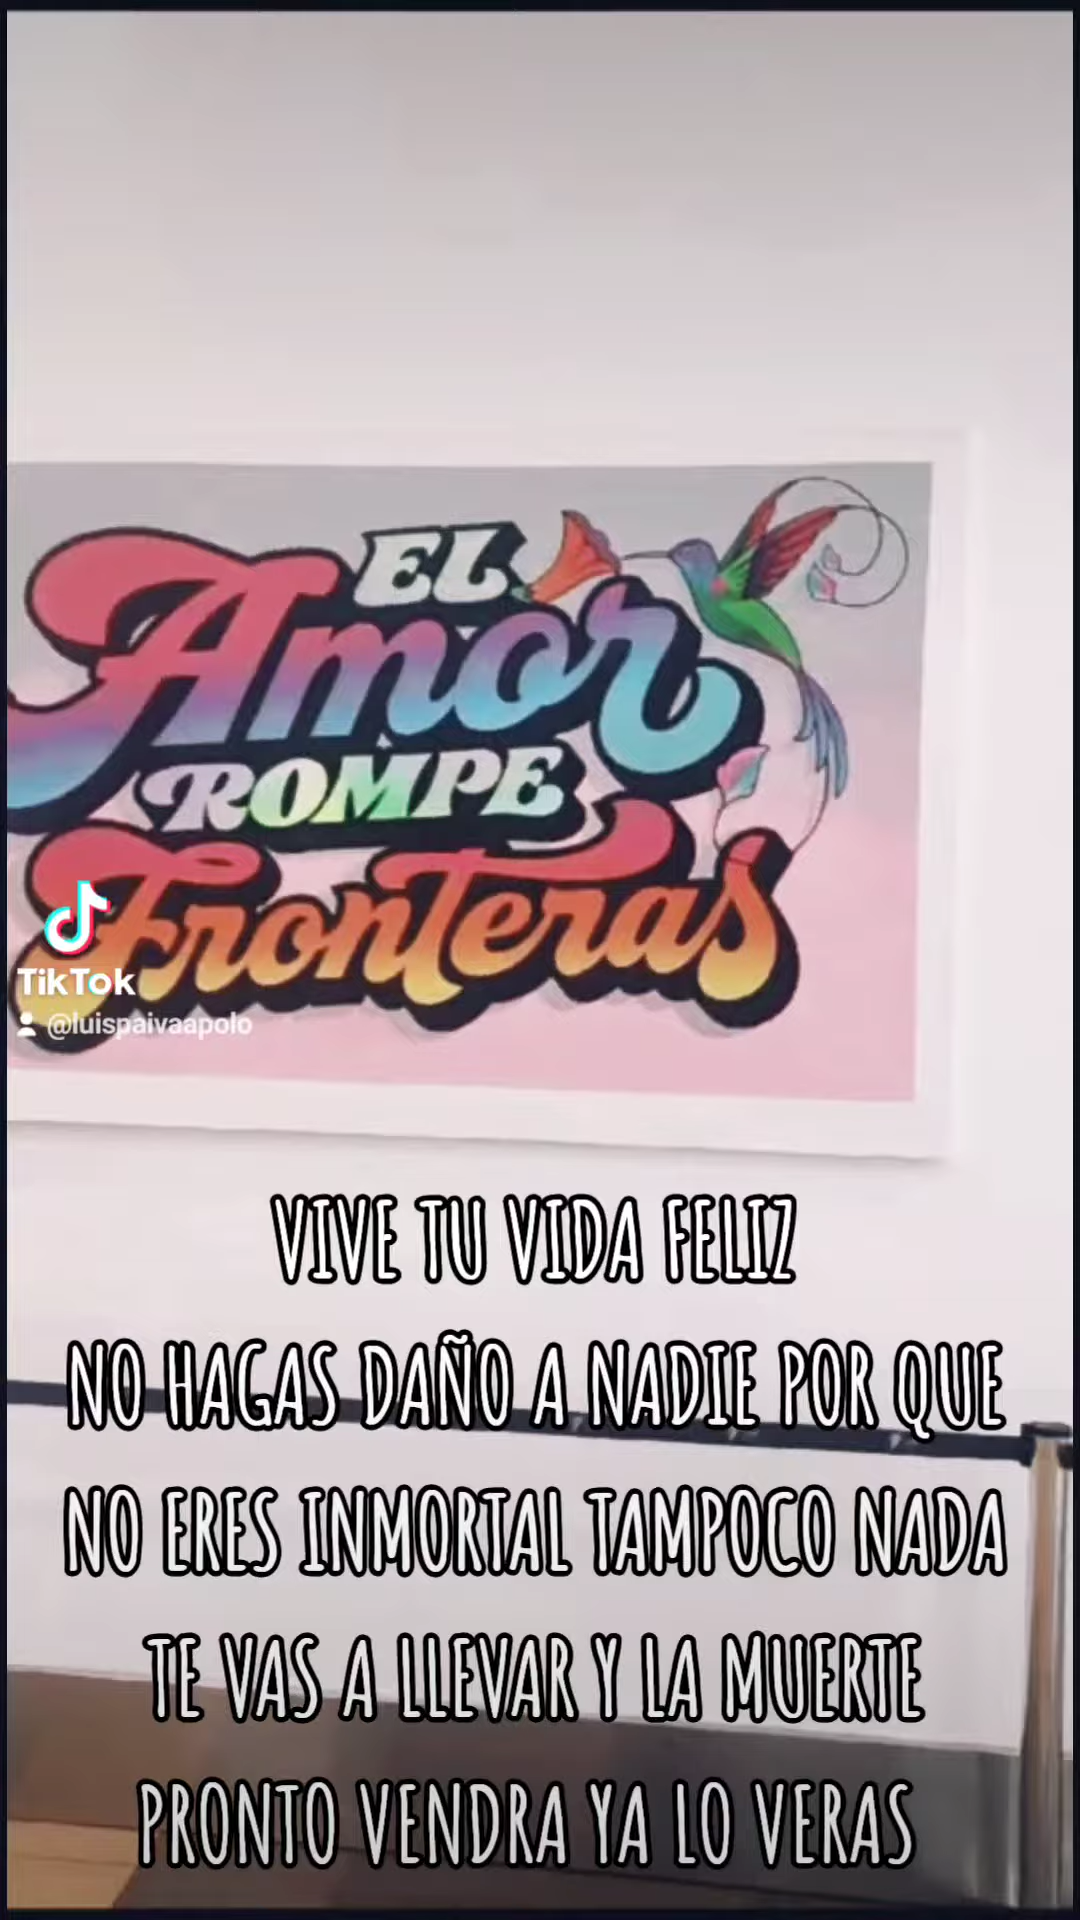 EL
Amor
ROMPE
Fronteras
TikTok
@luispaivaapolo
VIVE TU VIDA FELIZ
NO HAGAS DAÑO A NADIE POR QUE
NO ERES INMORTAL TAMPOCO NADA
TE VAS A LLEVAR Y LA MUERTE
PRONTO VENDRA YA LO VERAS